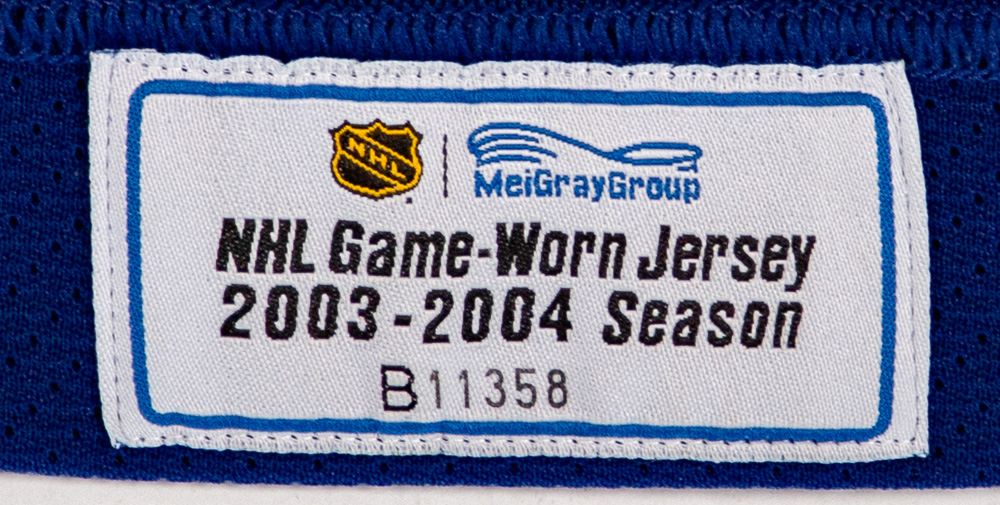 NHL
MeiGrayGroup
NHL Game-Worn Jersey
2003-2004 Season
B11358